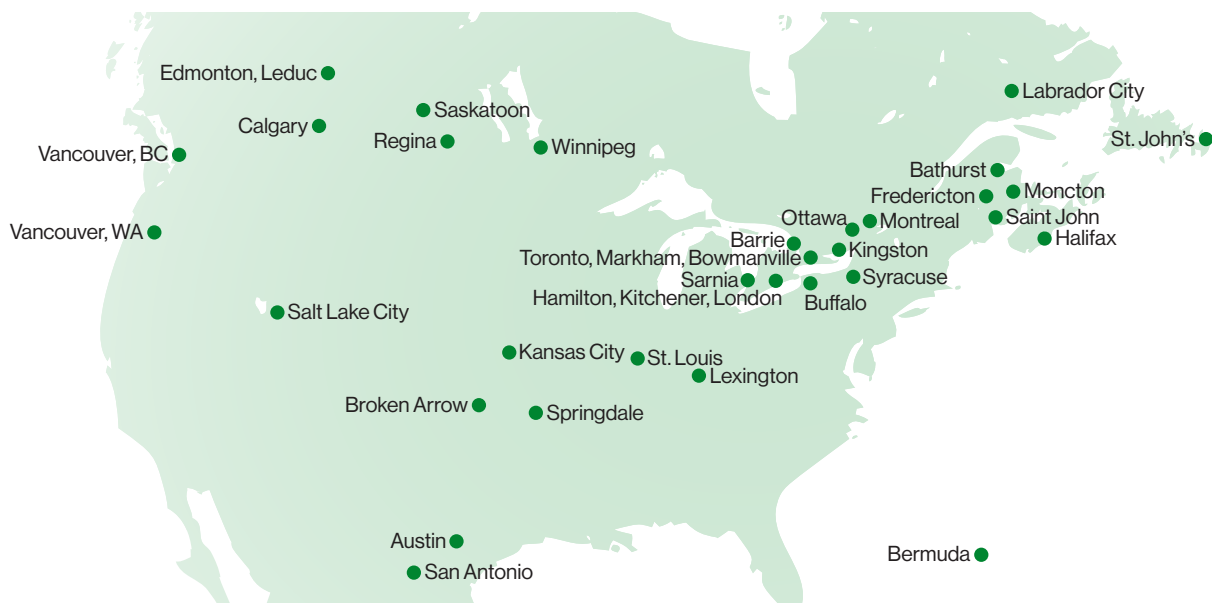 Edmonton, Leduc
Labrador City
Saskatoon
Calgary
St. John’s
Regina
Winnipeg
Vancouver, BC
Bathurst
Moncton
Fredericton
Saint John
Ottawa
Montreal
Vancouver, WA
Halifax
Barrie
Kingston
Toronto, Markham, Bowmanville
Sarnia
Syracuse
Hamilton, Kitchener, London
Buffalo
Salt Lake City
Kansas City
St. Louis
Lexington
Broken Arrow
Springdale
Austin
Bermuda
San Antonio